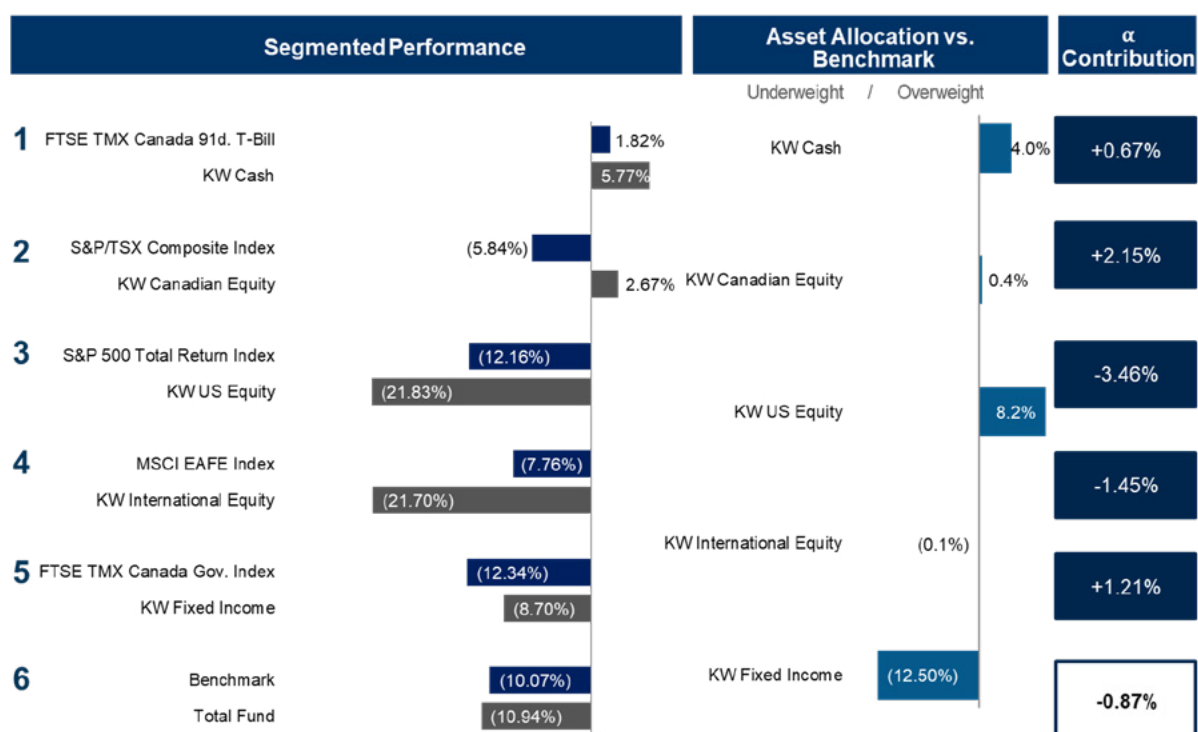 Segmented Performance
Asset Allocation vs.
Benchmark
α
Contribution
Underweight / Overweight
1
FTSE TMX Canada 91d. T-Bill
1.82%
KW Cash
5.77%
KW Cash
4.0%
+0.67%
2
S&P/TSX Composite Index
(5.84%)
KW Canadian Equity
2.67%
KW Canadian Equity
0.4%
+2.15%
3
S&P 500 Total Return Index
(12.16%)
KW US Equity
(21.83%)
KW US Equity
8.2%
-3.46%
4
MSCI EAFE Index
(7.76%)
KW International Equity
(21.70%)
KW International Equity
(0.1%)
-1.45%
5
FTSE TMX Canada Gov. Index
(12.34%)
KW Fixed Income
(8.70%)
KW Fixed Income
(12.50%)
+1.21%
6
Benchmark
(10.07%)
Total Fund
(10.94%)
-0.87%